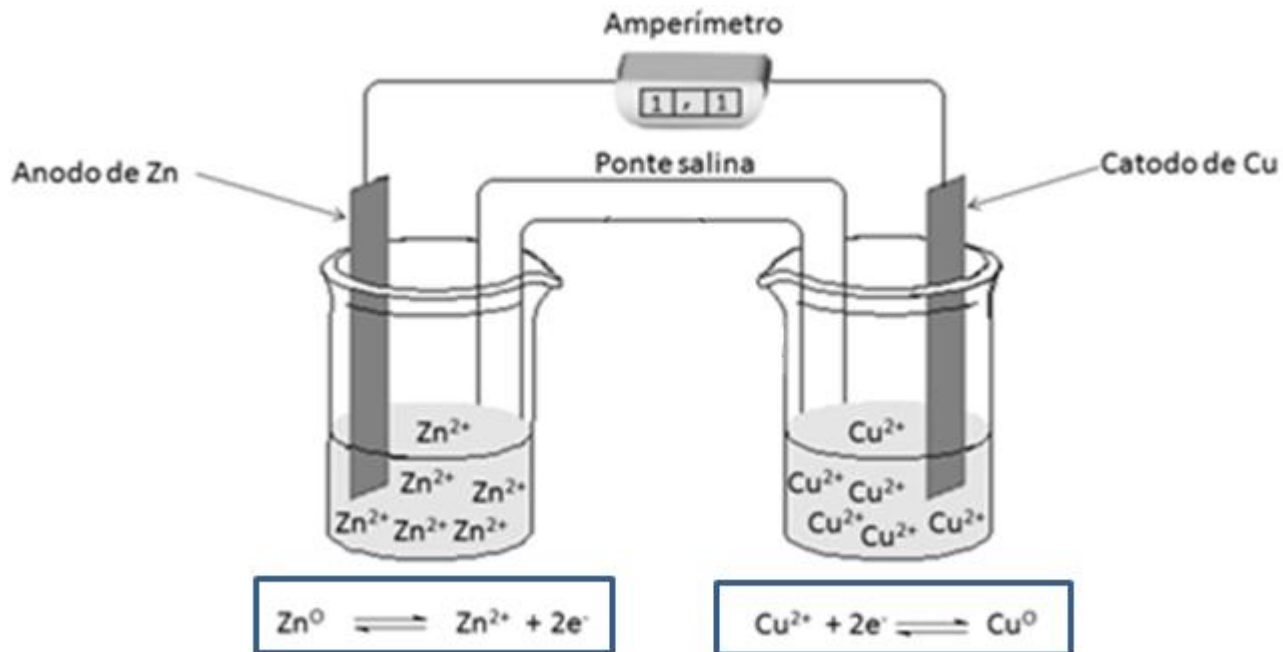 Amperímetro
1 , 1
Ponte salina
Anodo de Zn
Catodo de Cu
Zn²⁺
Zn²⁺ Zn²⁺
Zn²⁺ Zn²⁺ Zn²⁺
Cu²⁺
Cu²⁺ Cu²⁺
Cu²⁺ Cu²⁺ Cu²⁺
Zn⁰ ⇌ Zn²⁺ + 2e⁻
Cu²⁺ + 2e⁻ ⇌ Cu⁰